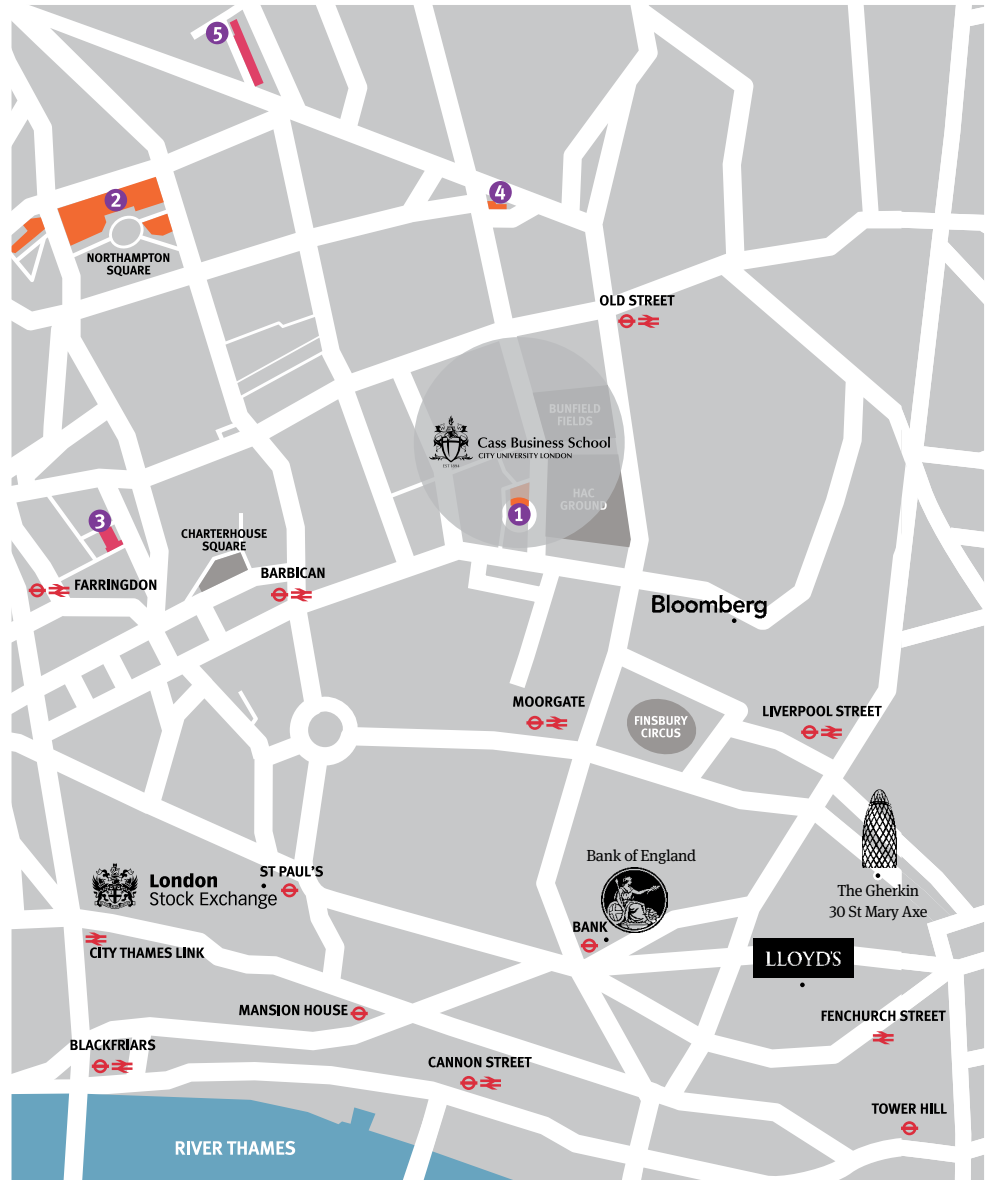 5
4
2
NORTHAMPTON
SQUARE
OLD STREET
BUNFIELD
FIELDS
Cass Business School
CITY UNIVERSITY LONDON
EST 1894
HAC
GROUND
1
3
CHARTERHOUSE
SQUARE
BARBICAN
FARRINGDON
Bloomberg
MOORGATE
FINSBURY
CIRCUS
LIVERPOOL STREET
Bank of England
ST PAUL'S
London
Stock Exchange
The Gherkin
30 St Mary Axe
BANK
CITY THAMES LINK
LLOYD'S
MANSION HOUSE
FENCHURCH STREET
BLACKFRIARS
CANNON STREET
TOWER HILL
RIVER THAMES